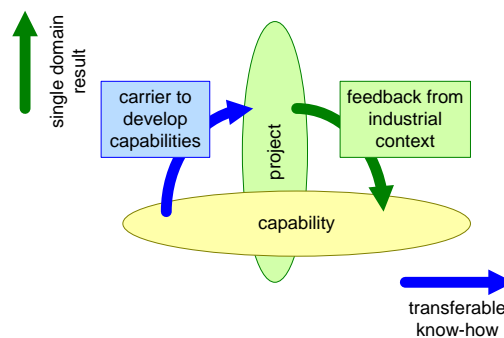 single domain
result
carrier to
develop
capabilities
project
feedback from
industrial
context
capability
transferable
know-how